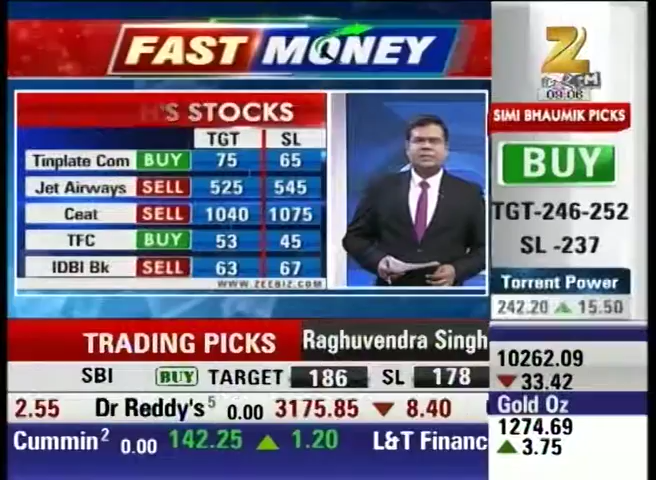 FAST MONEY
09:06
H'S STOCKS
TGT SL
Tinplate Com BUY 75 65
Jet Airways SELL 525 545
Ceat SELL 1040 1075
TFC BUY 53 45
IDBI Bk SELL 63 67
WWW.ZEEBIZ.COM
SIMI BHAUMIK PICKS
BUY
TGT-246-252
SL -237
Torrent Power
242.20 15.50
TRADING PICKS Raghuvendra Singh
SBI BUY TARGET 186 SL 178
10262.09
33.42
Gold Oz
1274.69
3.75
2.55 Dr Reddy's 5 0.00 3175.85 8.40
Cummin 2 0.00 142.25 1.20 L&T Financ